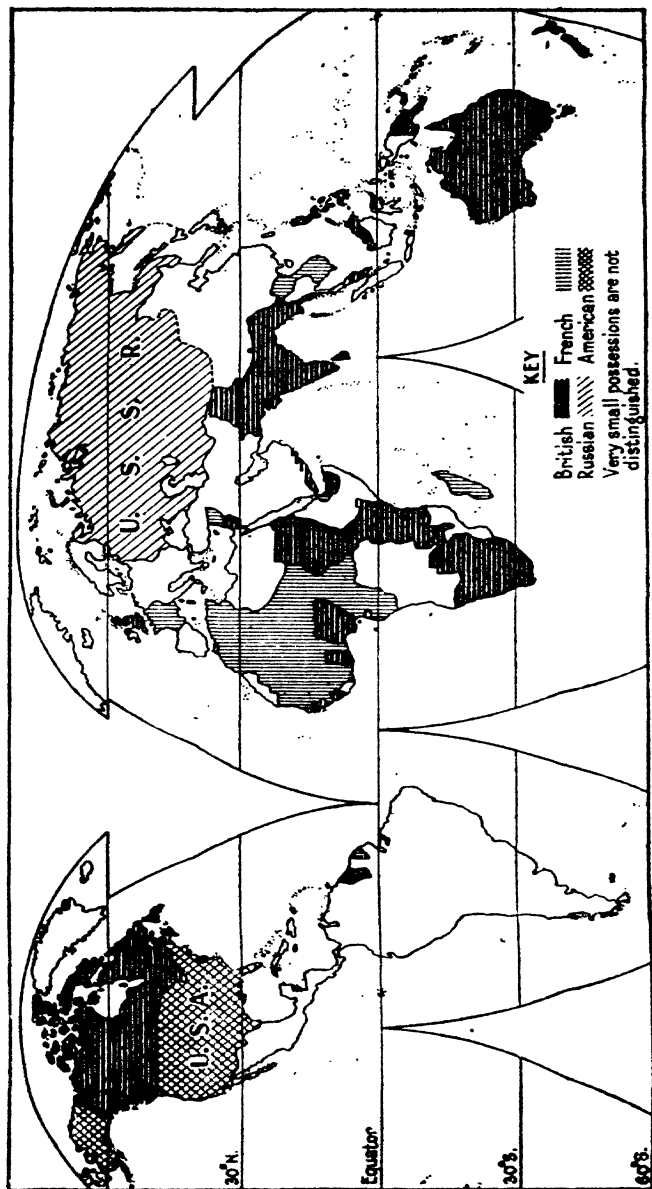 U. S. S. R.
U.S.A.
30°N.
Equator
30°S.
60°S.
KEY
British French
Russian American
Very small possessions are not
distinguished.